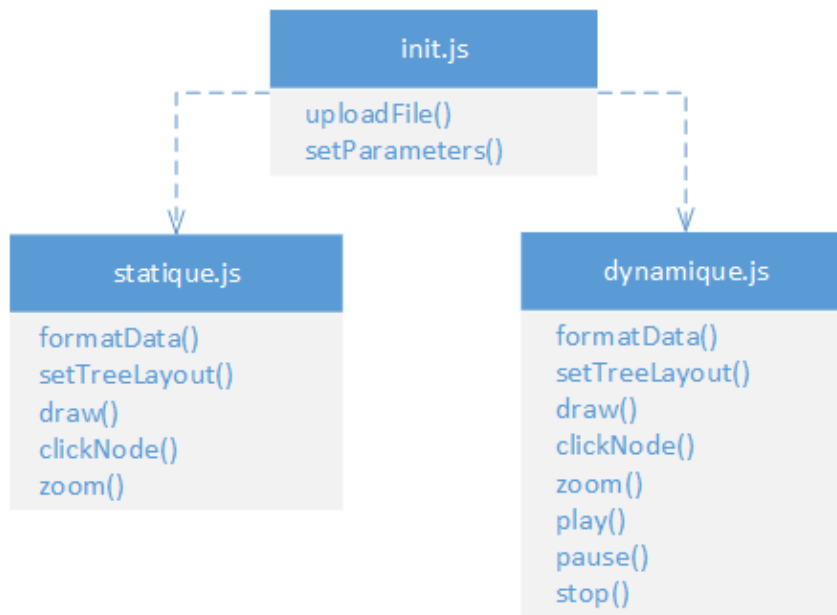 init.js
uploadFile()
setParameters()
statique.js
formatData()
setTreeLayout()
draw()
clickNode()
zoom()
dynamique.js
formatData()
setTreeLayout()
draw()
clickNode()
zoom()
play()
pause()
stop()